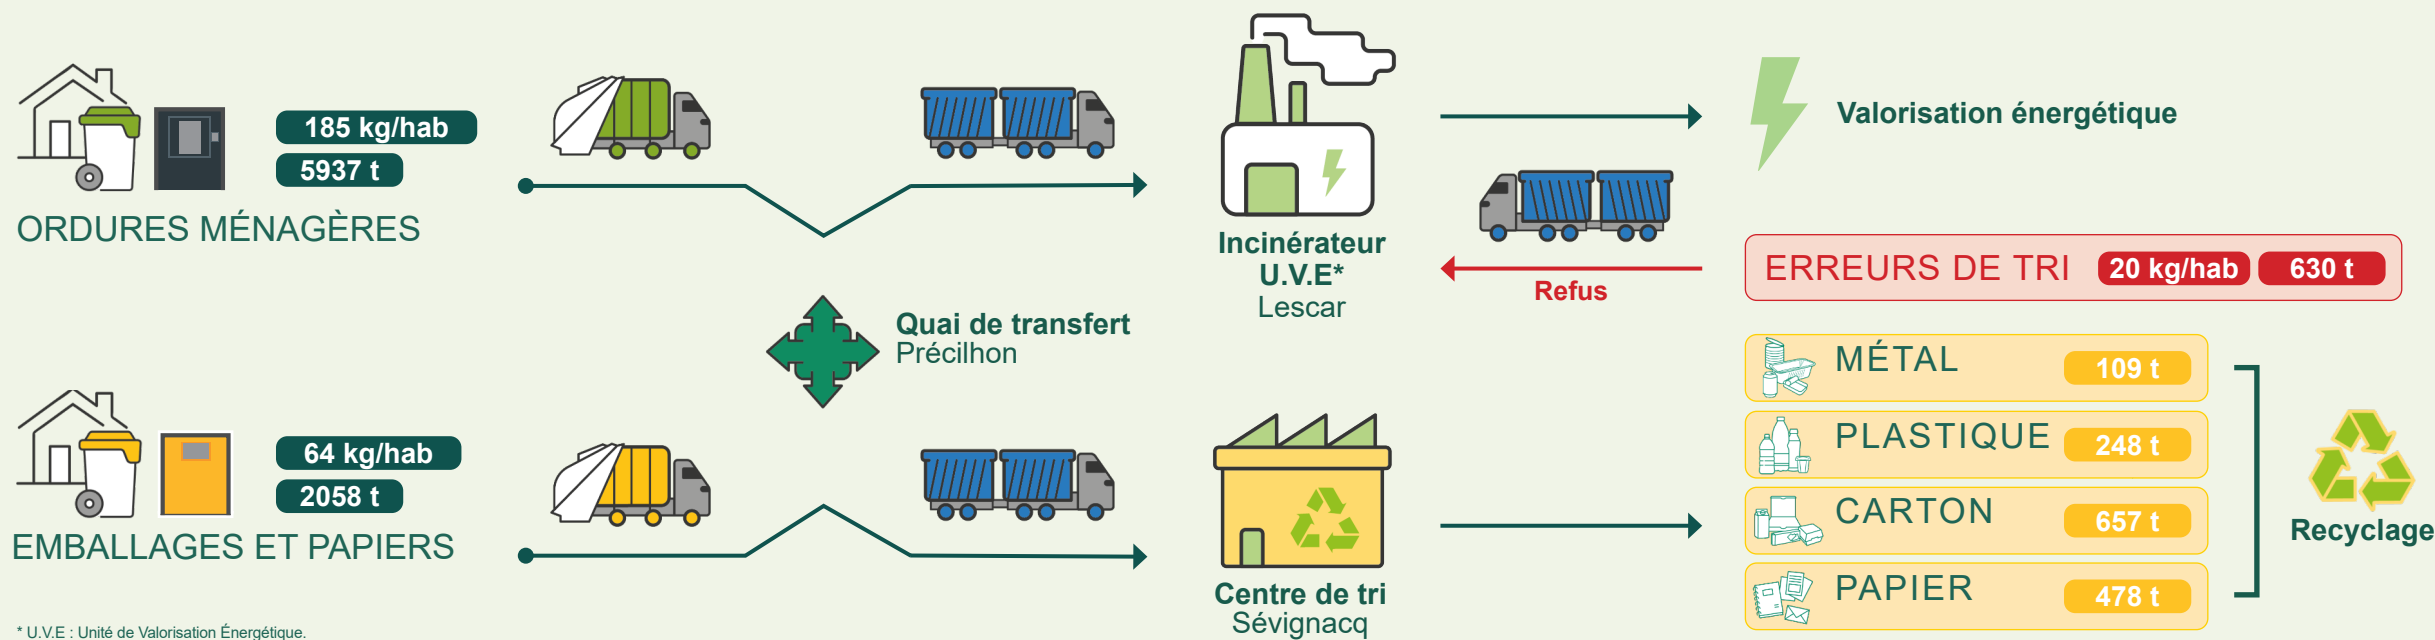 185 kg/hab
5937 t
ORDURES MÉNAGÈRES
Incinérateur
U.V.E*
Lescar
Valorisation énergétique
Refus
ERREURS DE TRI 20 kg/hab 630 t
Quai de transfert
Précilhon
64 kg/hab
2058 t
EMBALLAGES ET PAPIERS
Centre de tri
Sévignacq
MÉTAL 109 t
PLASTIQUE 248 t
CARTON 657 t
PAPIER 478 t
Recyclage
* U.V.E : Unité de Valorisation Énergétique.